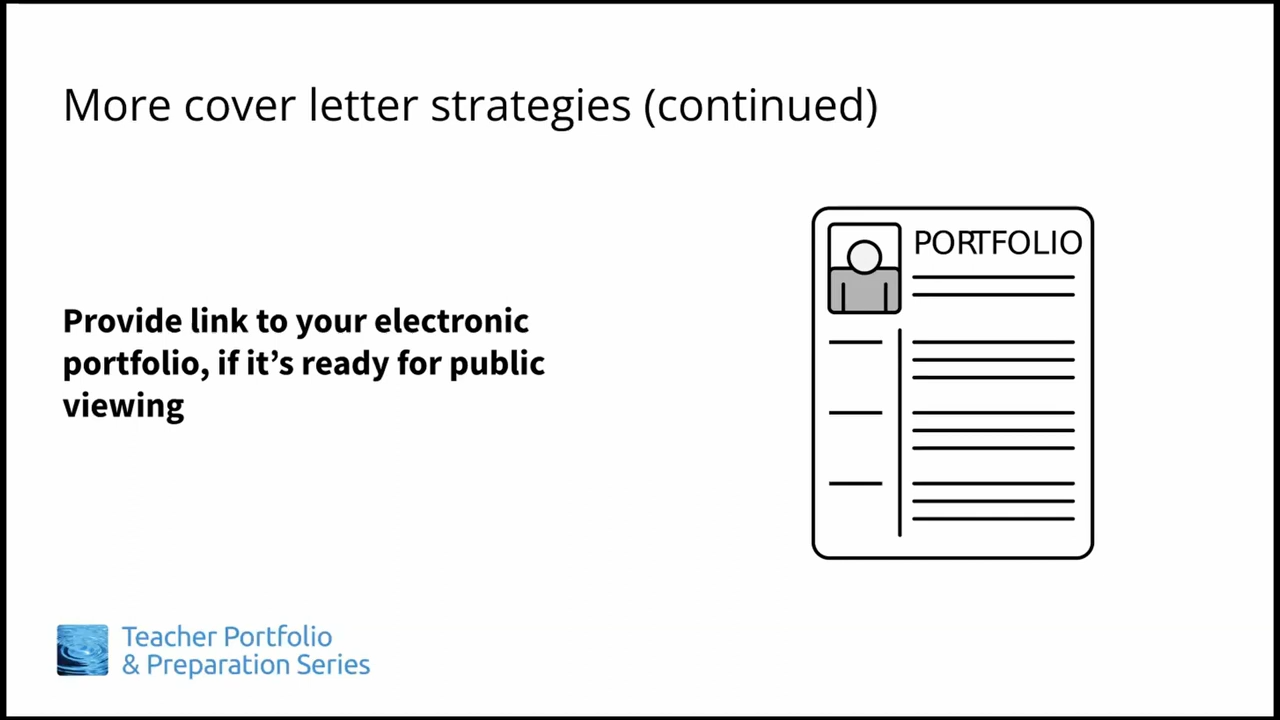 More cover letter strategies (continued)
PORTFOLIO
Provide link to your electronic
portfolio, if it’s ready for public
viewing
Teacher Portfolio
& Preparation Series